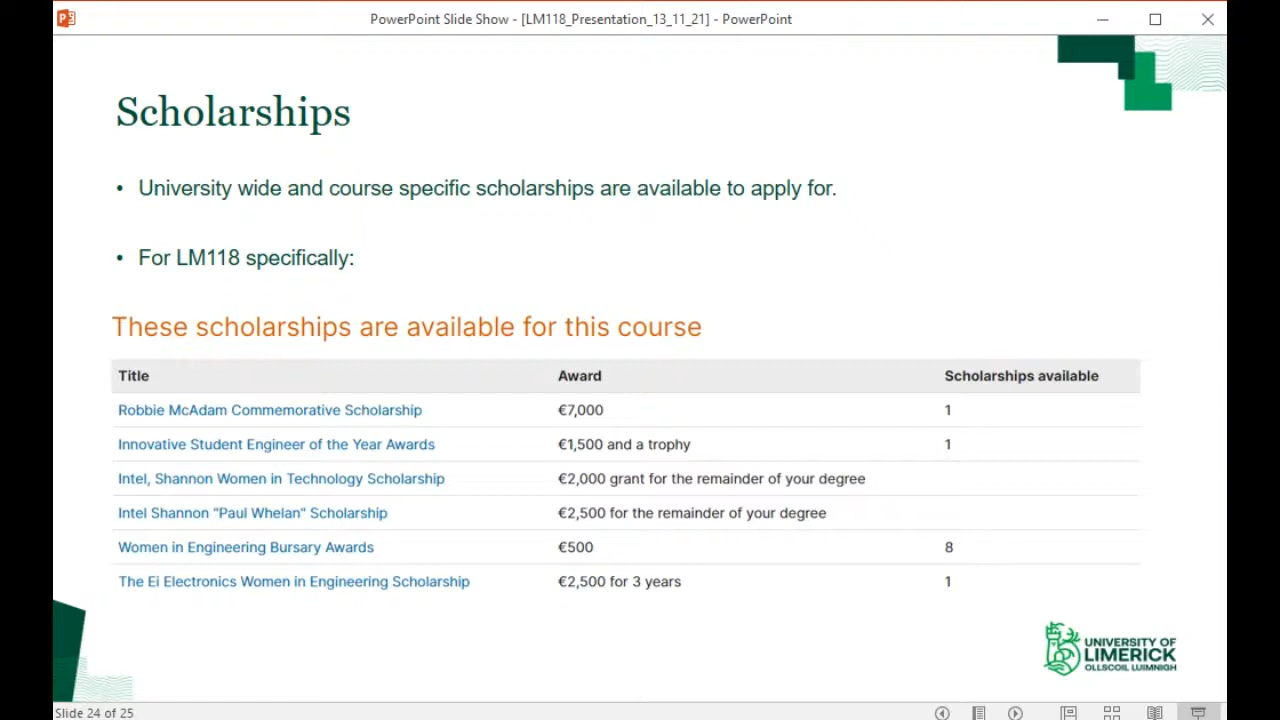 PowerPoint Slide Show - [LM118_Presentation_13_11_21] - PowerPoint
Scholarships
• University wide and course specific scholarships are available to apply for.
• For LM118 specifically:
These scholarships are available for this course
Title Award Scholarships available
Robbie McAdam Commemorative Scholarship €7,000 1
Innovative Student Engineer of the Year Awards €1,500 and a trophy 1
Intel, Shannon Women in Technology Scholarship €2,000 grant for the remainder of your degree
Intel Shannon "Paul Whelan" Scholarship €2,500 for the remainder of your degree
Women in Engineering Bursary Awards €500 8
The Ei Electronics Women in Engineering Scholarship €2,500 for 3 years 1
UNIVERSITY OF
LIMERICK
OLLSCOIL LUIMNIGH
Slide 24 of 25